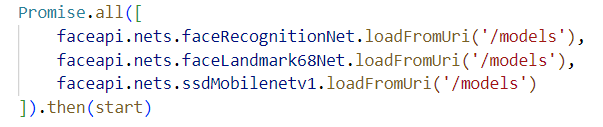 Promise.all([
    faceapi.nets.faceRecognitionNet.loadFromUri('/models'),
    faceapi.nets.faceLandmark68Net.loadFromUri('/models'),
    faceapi.nets.ssdMobilenetv1.loadFromUri('/models')
]).then(start)